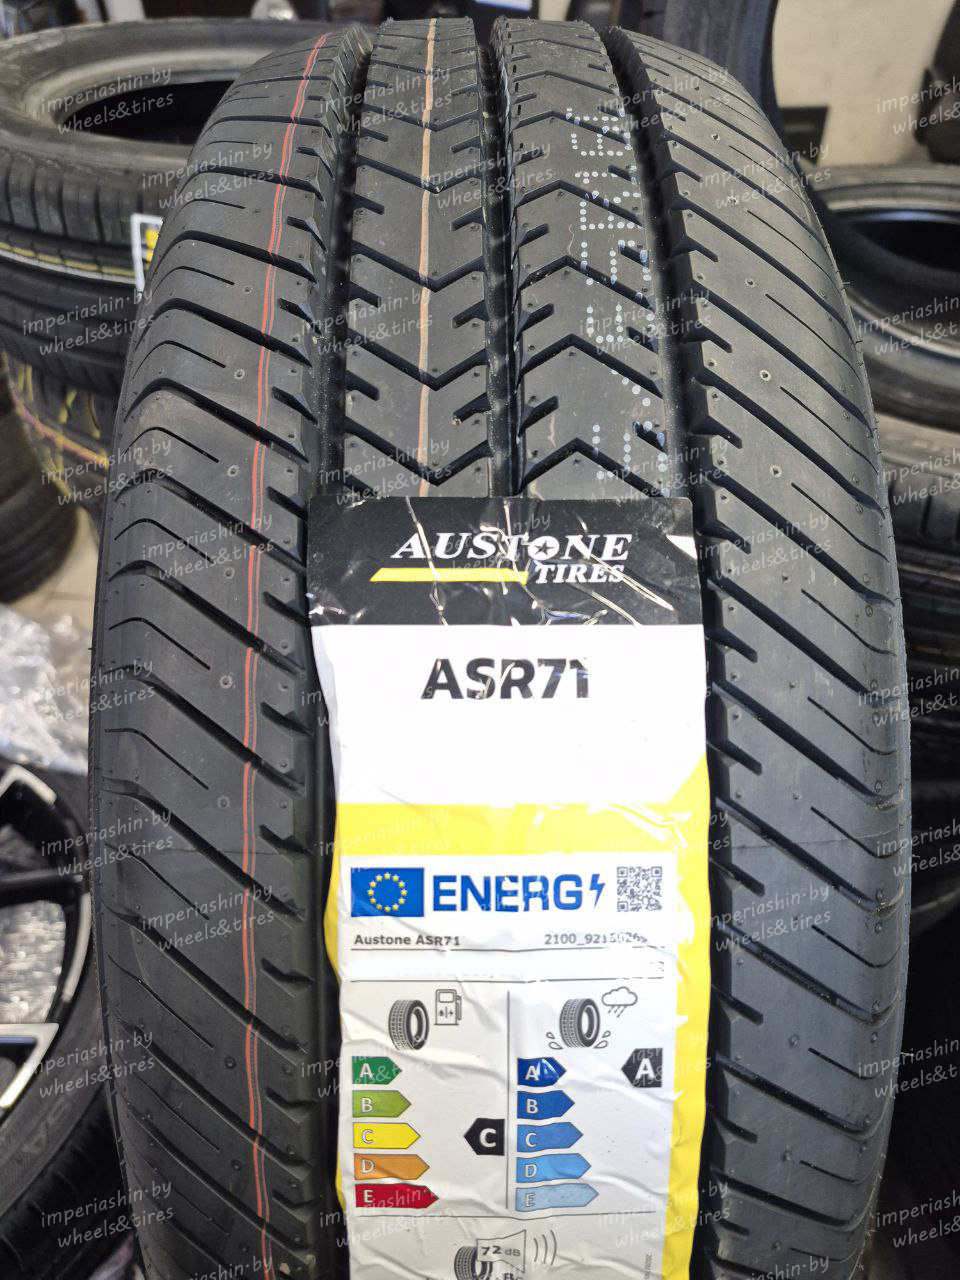 AUSTONE
TIRES
ASR71
ENERG
Austone ASR71
A
B
C
D
E
C
A
B
C
D
E
A
72 dB
B
imperiashin.by
wheels&tires